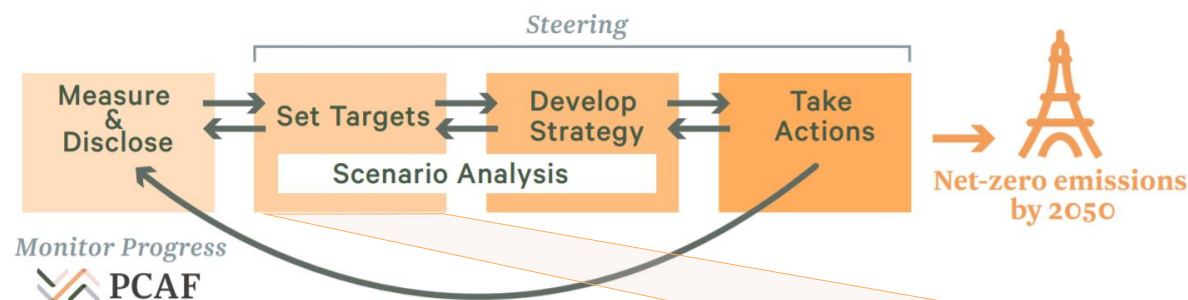 Steering
Measure
&
Disclose
Set Targets
Develop
Strategy
Take
Actions
Scenario Analysis
Net-zero emissions
by 2050
Monitor Progress
PCAF